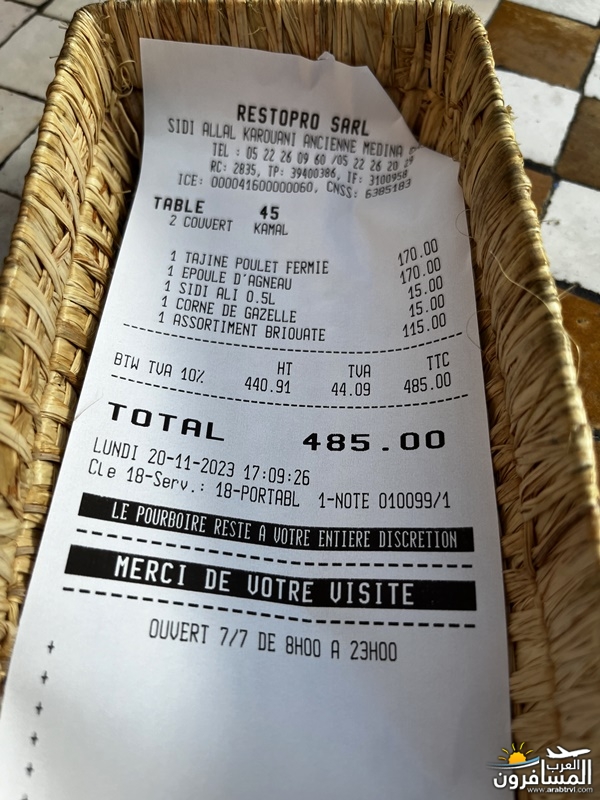 RESTOPRO SARL
SIDI ALLAL KAROUANI ANCIENNE MEDINA
TEL : 05 22 26 09 60 /05 22 26 20
RC: 2835, TP: 39400386, IF: 3100958
ICE: 000041600000060, CNSS: 6385183
TABLE 45
2 COUVERT KAMAL
1 TAJINE POULET FERMIE 170.00
1 EPOULE D'AGNEAU 170.00
1 SIDI ALI 0.5L 15.00
1 CORNE DE GAZELLE 15.00
1 ASSORTIMENT BRIOUATE 115.00
HT TVA TTC
BTW TVA 10% 440.91 44.09 485.00
TOTAL 485.00
LUNDI 20-11-2023 17:09:26
Cle 18-Serv.: 18-PORTABL 1-NOTE 010099/1
LE POURBOIRE RESTE A VOTRE ENTIERE DISCRETION
MERCI DE VOTRE VISITE
OUVERT 7/7 DE 8H00 A 23H00
العرب
المسافرون
www.arabtrvl.com